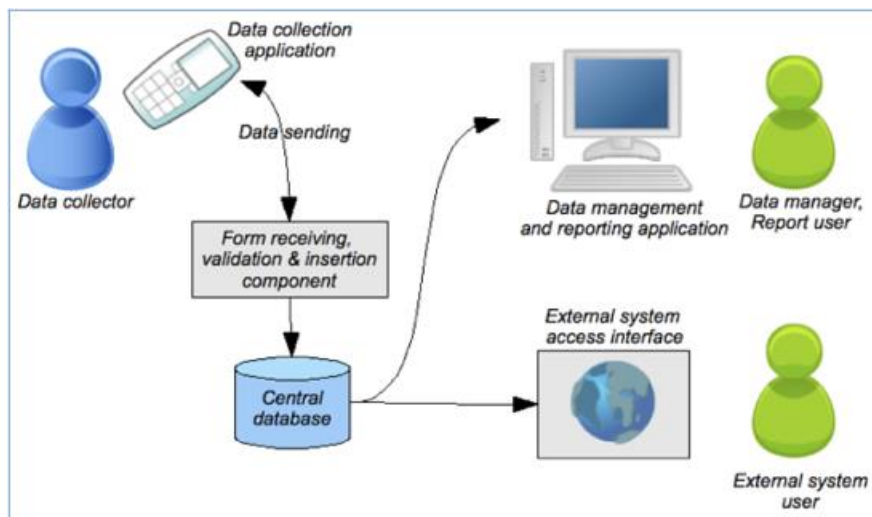 Data collection
application
Data sending
Data collector
Form receiving,
validation & insertion
component
Central
database
Data management
and reporting application
Data manager,
Report user
External system
access interface
External system
user